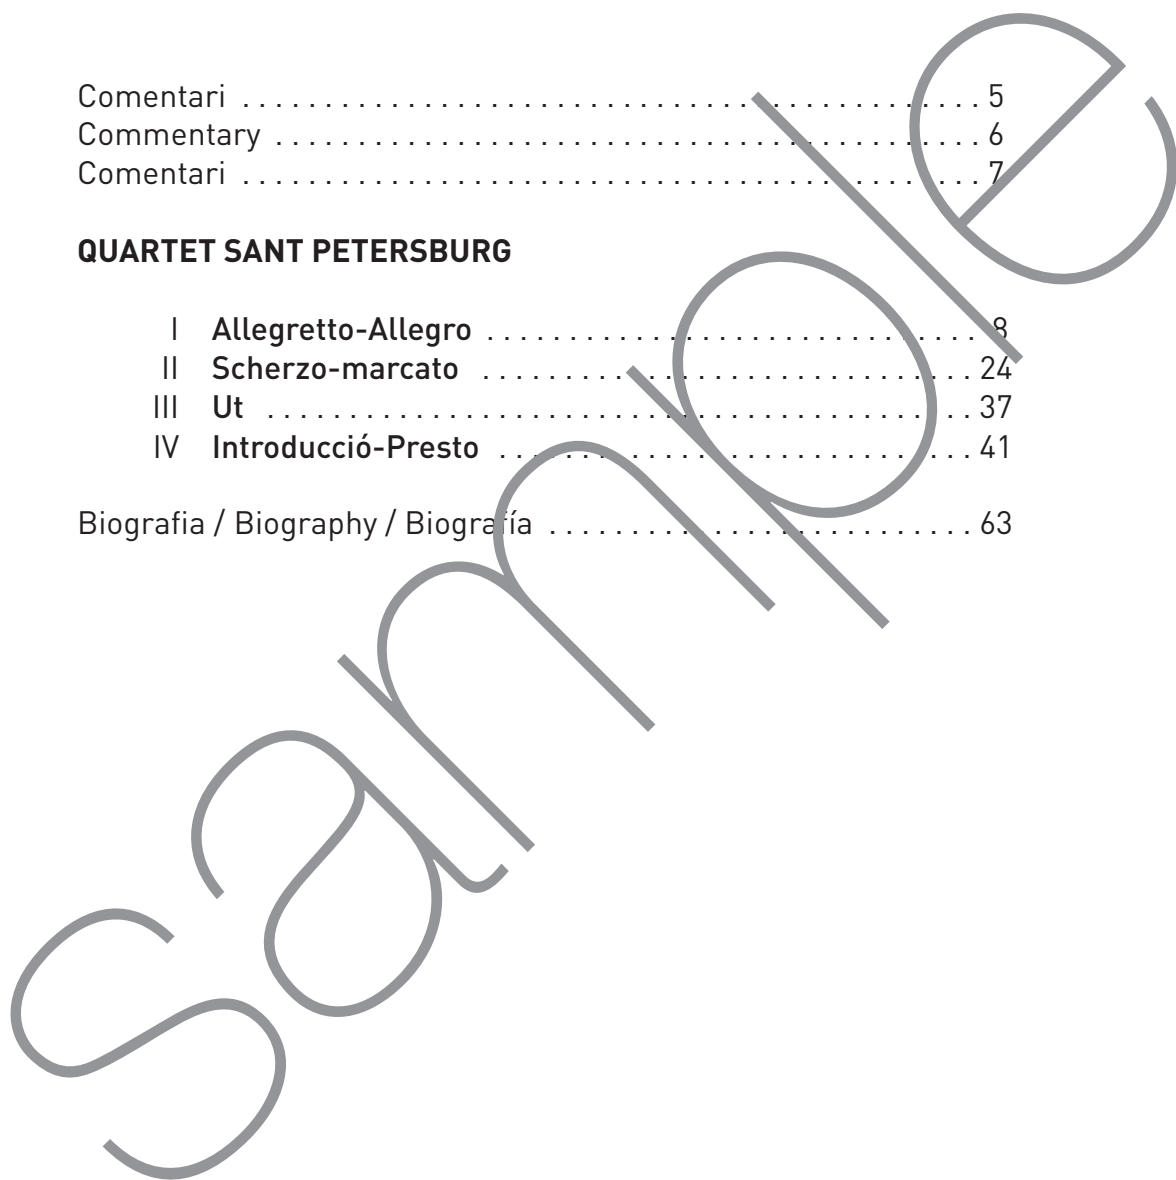 Comentari . . . . . . . . . . . . . . . . . . . . . . . . . . . . . . . . . . . . . . . . . . . . . 5
Commentary . . . . . . . . . . . . . . . . . . . . . . . . . . . . . . . . . . . . . . . . . . . 6
Comentari . . . . . . . . . . . . . . . . . . . . . . . . . . . . . . . . . . . . . . . . . . . . . 7
QUARTET SANT PETERSBURG
I Allegretto-Allegro . . . . . . . . . . . . . . . . . . . . . . . . . . . . . . 8
II Scherzo-marcato . . . . . . . . . . . . . . . . . . . . . . . . . . . . . . 24
III Ut . . . . . . . . . . . . . . . . . . . . . . . . . . . . . . . . . . . . . . . . . . . 37
IV Introducció-Presto . . . . . . . . . . . . . . . . . . . . . . . . . . . . . 41
Biografia / Biography / Biografía . . . . . . . . . . . . . . . . . . . . . . . . . . 63
sample